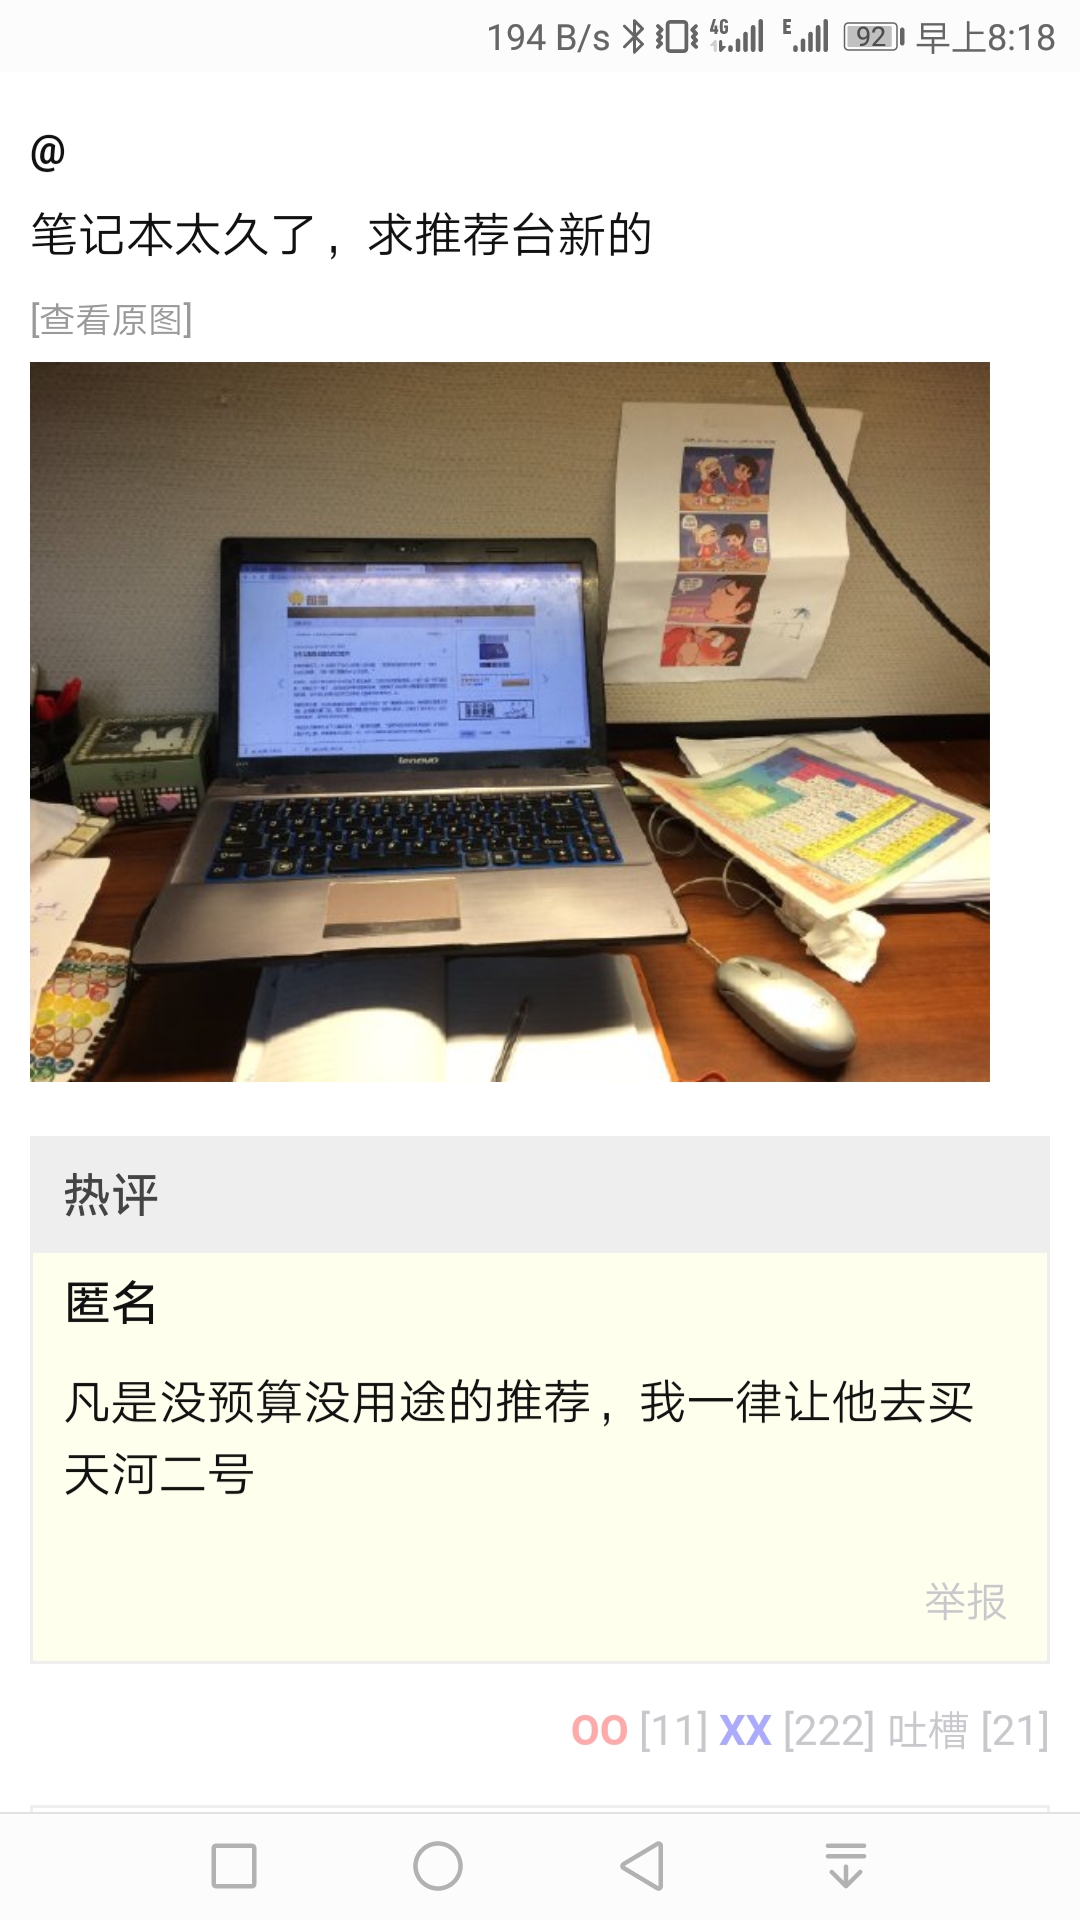 194 B/s 4G E 92 早上8:18
@
笔记本太久了，求推荐台新的
[查看原图]
lenovo
热评
匿名
凡是没预算没用途的推荐，我一律让他去买
天河二号
举报
OO [11] XX [222] 吐槽 [21]